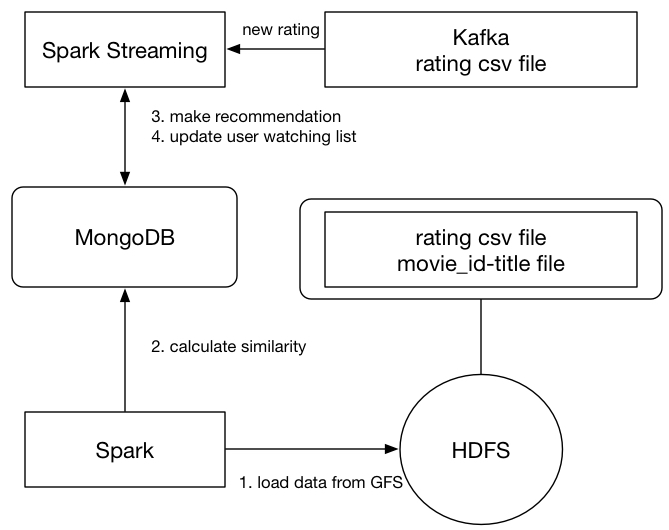 Spark Streaming
new rating
Kafka
rating csv file
3. make recommendation
4. update user watching list
MongoDB
rating csv file
movie_id-title file
2. calculate similarity
Spark
HDFS
1. load data from GFS